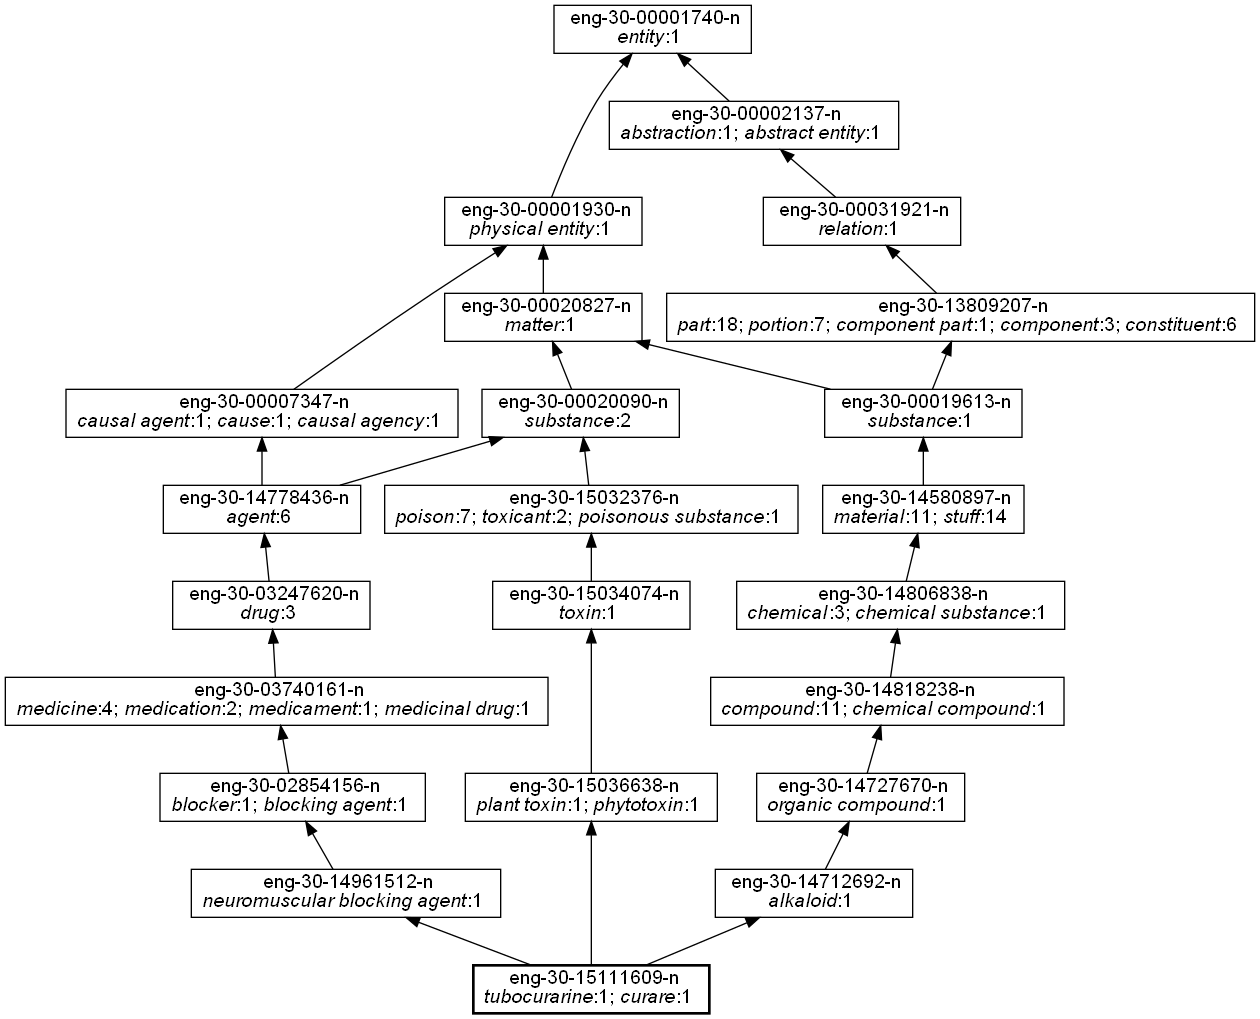 eng-30-00001740-n
entity:1
eng-30-00002137-n
abstraction:1; abstract entity:1
eng-30-00001930-n
physical entity:1
eng-30-00031921-n
relation:1
eng-30-00020827-n
matter:1
eng-30-13809207-n
part:18; portion:7; component part:1; component:3; constituent:6
eng-30-00007347-n
causal agent:1; cause:1; causal agency:1
eng-30-00020090-n
substance:2
eng-30-00019613-n
substance:1
eng-30-14778436-n
agent:6
eng-30-15032376-n
poison:7; toxicant:2; poisonous substance:1
eng-30-14580897-n
material:11; stuff:14
eng-30-03247620-n
drug:3
eng-30-15034074-n
toxin:1
eng-30-14806838-n
chemical:3; chemical substance:1
eng-30-03740161-n
medicine:4; medication:2; medicament:1; medicinal drug:1
eng-30-14818238-n
compound:11; chemical compound:1
eng-30-02854156-n
blocker:1; blocking agent:1
eng-30-15036638-n
plant toxin:1; phytotoxin:1
eng-30-14727670-n
organic compound:1
eng-30-14961512-n
neuromuscular blocking agent:1
eng-30-14712692-n
alkaloid:1
eng-30-15111609-n
tubocurarine:1; curare:1